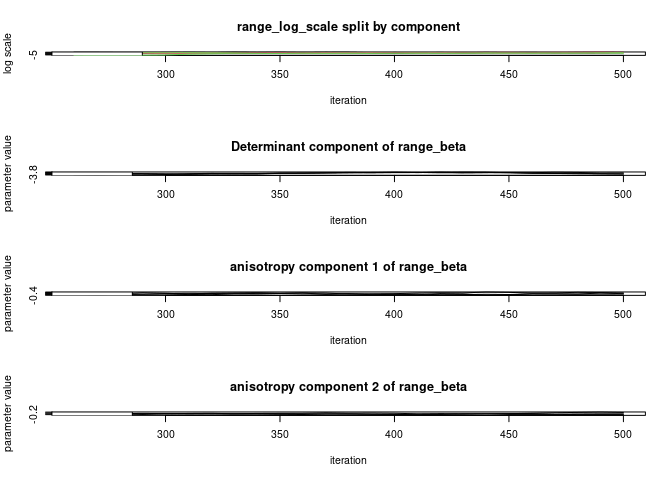 range_log_scale split by component
log scale
-5
300 350 400 450 500
iteration
Determinant component of range_beta
parameter value
-3.8
300 350 400 450 500
iteration
anisotropy component 1 of range_beta
parameter value
-0.4
300 350 400 450 500
iteration
anisotropy component 2 of range_beta
parameter value
-0.2
300 350 400 450 500
iteration